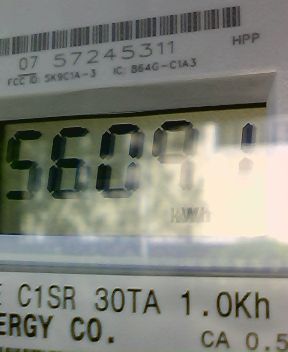 HPP
07 57245311
FCC ID: SK9C1A-3 IC: 864G-C1A3
56091
kWh
E C1SR 30TA 1.0Kh
ERGY CO.
CA 0.5